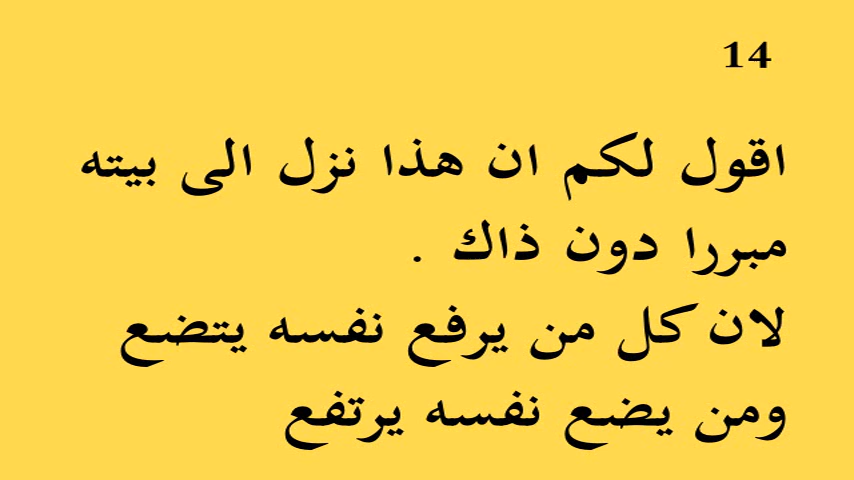 14
اقول لكم ان هذا نزل الى بيته
مبررا دون ذاك .
لان كل من يرفع نفسه يتضع
ومن يضع نفسه يرتفع